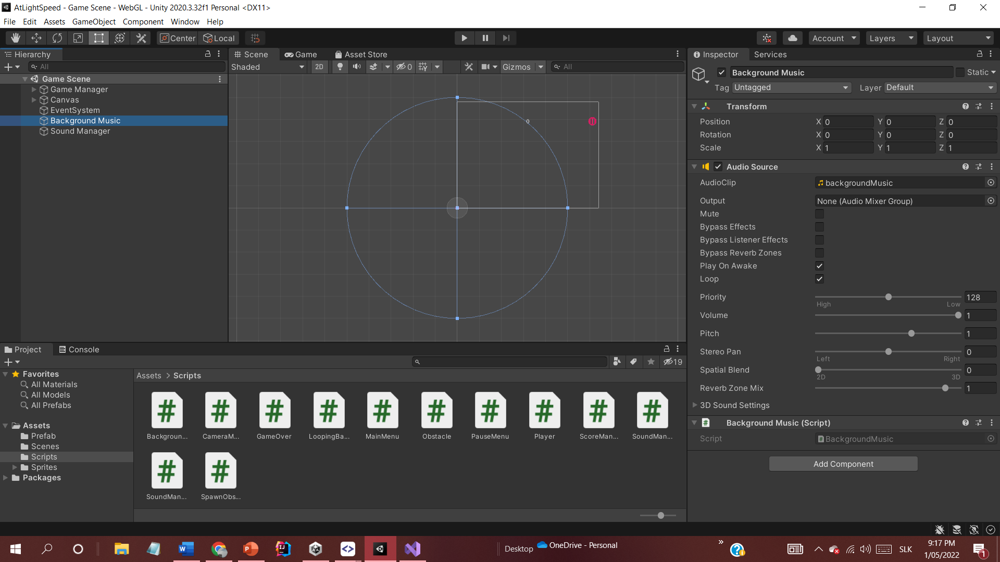 AtLightSpeed - Game Scene - WebGL - Unity 2020.3.32f1 Personal <DX11>
File Edit Assets GameObject Component Window Help
Center Local Account Layers Layout
Hierarchy
All
Game Scene
Game Manager
Canvas
EventSystem
Background Music
Sound Manager
Scene Game Asset Store
Shaded 2D 0 Gizmos All
0
Inspector Services
Background Music Static
Tag Untagged Layer Default
Transform
Position X 0 Y 0 Z 0
Rotation X 0 Y 0 Z 0
Scale X 1 Y 1 Z 1
Audio Source
AudioClip backgroundMusic
Output None (Audio Mixer Group)
Mute
Bypass Effects
Bypass Listener Effects
Bypass Reverb Zones
Play On Awake
Loop
Priority 128
High Low
Volume 1
Pitch 1
Stereo Pan 0
Left Right
Spatial Blend 0
2D 3D
Reverb Zone Mix 1
3D Sound Settings
Background Music (Script)
Script BackgroundMusic
Add Component
Project Console
19
Favorites
All Materials
All Models
All Prefabs
Assets
Prefab
Scenes
Scripts
Sprites
Packages
Assets > Scripts
Backgroun... CameraM... GameOver LoopingBa... MainMenu Obstacle PauseMenu Player ScoreMan... SoundMan...
SoundMan... SpawnObs...
Desktop OneDrive - Personal
SLK
9:17 PM
1/05/2022
1